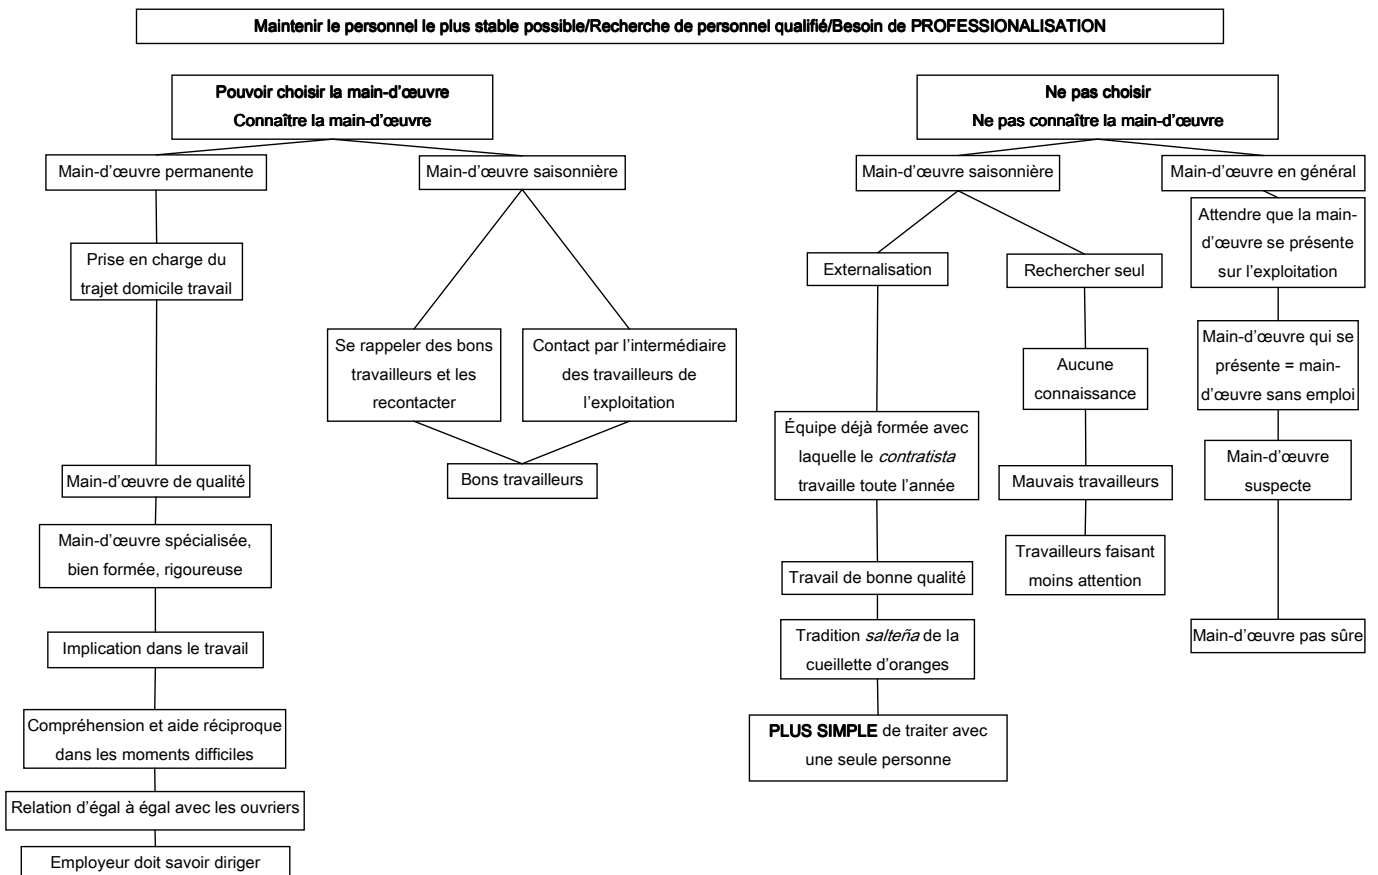 Maintenir le personnel le plus stable possible/Recherche de personnel qualifié/Besoin de PROFESSIONALISATION
Pouvoir choisir la main-d'œuvre
Connaître la main-d'œuvre
Main-d'œuvre permanente
Prise en charge du
trajet domicile travail
Main-d'œuvre de qualité
Main-d'œuvre spécialisée,
bien formée, rigoureuse
Implication dans le travail
Compréhension et aide réciproque
dans les moments difficiles
Relation d'égal à égal avec les ouvriers
Employeur doit savoir diriger
Main-d'œuvre saisonnière
Se rappeler des bons
travailleurs et les
recontacter
Contact par l'intermédiaire
des travailleurs de
l'exploitation
Bons travailleurs
Ne pas choisir
Ne pas connaître la main-d'œuvre
Main-d'œuvre saisonnière
Externalisation
Équipe déjà formée avec
laquelle le contratista
travaille toute l'année
Travail de bonne qualité
Tradition salteña de la
cueillette d'oranges
PLUS SIMPLE de traiter avec
une seule personne
Rechercher seul
Aucune
connaissance
Mauvais travailleurs
Travailleurs faisant
moins attention
Main-d'œuvre en général
Attendre que la main-
d'œuvre se présente
sur l'exploitation
Main-d'œuvre qui se
présente = main-
d'œuvre sans emploi
Main-d'œuvre
suspecte
Main-d'œuvre pas sûre